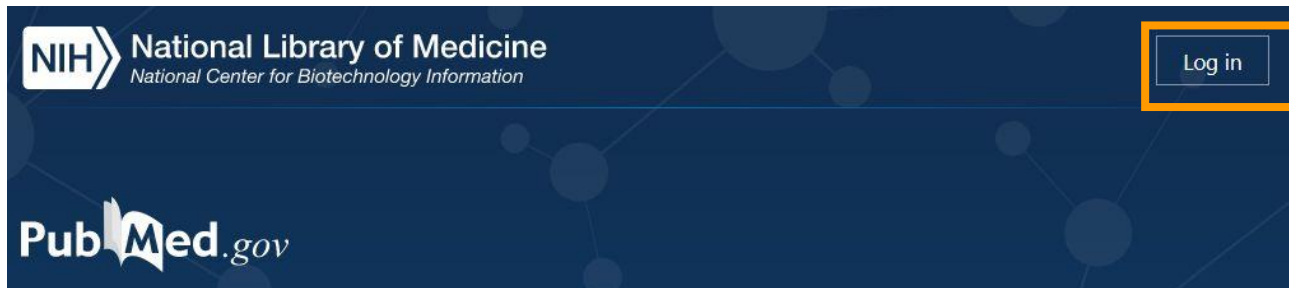 NIH National Library of Medicine
National Center for Biotechnology Information
Log in
PubMed.gov